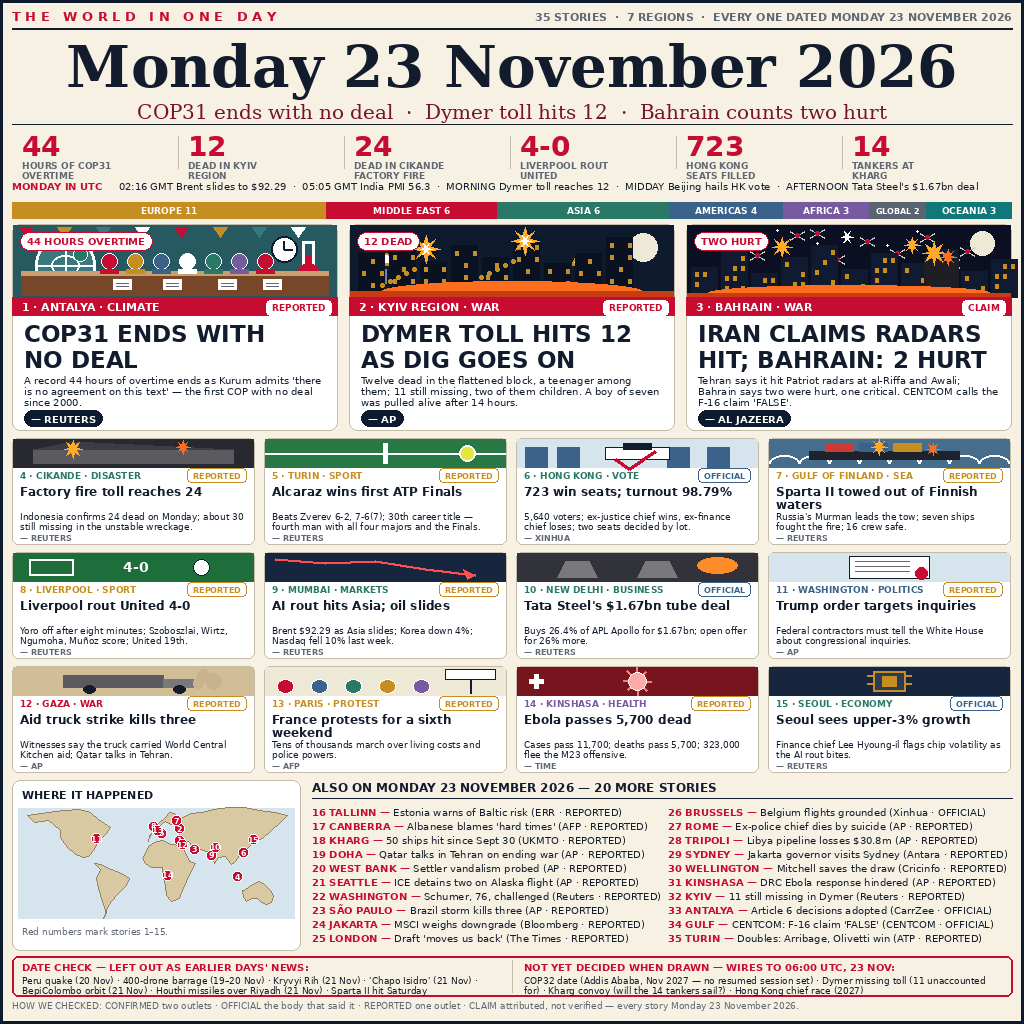 THE WORLD IN ONE DAY
35 STORIES · 7 REGIONS · EVERY ONE DATED MONDAY 23 NOVEMBER 2026
Monday 23 November 2026
COP31 ends with no deal · Dymer toll hits 12 · Bahrain counts two hurt
44
HOURS OF COP31
OVERTIME
12
DEAD IN KYIV
REGION
24
DEAD IN CIKANDE
FACTORY FIRE
4-0
LIVERPOOL ROUT
UNITED
723
HONG KONG
SEATS FILLED
14
TANKERS AT
KHARG
MONDAY IN UTC 02:16 GMT Brent slides to $92.29 · 05:05 GMT India PMI 56.3 · MORNING Dymer toll reaches 12 · MIDDAY Beijing hails HK vote · AFTERNOON Tata Steel's $1.67bn deal
EUROPE 11 MIDDLE EAST 6 ASIA 6 AMERICAS 4 AFRICA 3 GLOBAL 2 OCEANIA 3
44 HOURS OVERTIME
1 · ANTALYA · CLIMATE REPORTED
COP31 ENDS WITH
NO DEAL
A record 44 hours of overtime ends as Kurum admits 'there
is no agreement on this text' — the first COP with no deal
since 2000.
— REUTERS
12 DEAD
2 · KYIV REGION · WAR REPORTED
DYMER TOLL HITS 12
AS DIG GOES ON
Twelve dead in the flattened block, a teenager among
them; 11 still missing, two of them children. A boy of seven
was pulled alive after 14 hours.
— AP
TWO HURT
3 · BAHRAIN · WAR CLAIM
IRAN CLAIMS RADARS
HIT; BAHRAIN: 2 HURT
Tehran says it hit Patriot radars at al-Riffa and Awali;
Bahrain says two were hurt, one critical. CENTCOM calls the
F-16 claim 'FALSE'.
— AL JAZEERA
4 · CIKANDE · DISASTER REPORTED
Factory fire toll reaches 24
Indonesia confirms 24 dead on Monday; about 30
still missing in the unstable wreckage.
— REUTERS
5 · TURIN · SPORT REPORTED
Alcaraz wins first ATP Finals
Beats Zverev 6-2, 7-6(7); 30th career title —
fourth man with all four majors and the Finals.
— REUTERS
6 · HONG KONG · VOTE OFFICIAL
723 win seats; turnout 98.79%
5,640 voters; ex-justice chief wins, ex-finance
chief loses; two seats decided by lot.
— XINHUA
7 · GULF OF FINLAND · SEA REPORTED
Sparta II towed out of Finnish
waters
Russia's Murman leads the tow; seven ships
fought the fire; 16 crew safe.
— REUTERS
4-0
8 · LIVERPOOL · SPORT REPORTED
Liverpool rout United 4-0
Yoro off after eight minutes; Szoboszlai, Wirtz,
Ngumoha, Muñoz score; United 19th.
— REUTERS
9 · MUMBAI · MARKETS REPORTED
AI rout hits Asia; oil slides
Brent $92.29 as Asia slides; Korea down 4%;
Nasdaq fell 10% last week.
— REUTERS
10 · NEW DELHI · BUSINESS OFFICIAL
Tata Steel's $1.67bn tube deal
Buys 26.4% of APL Apollo for $1.67bn; open offer
for 26% more.
— REUTERS
11 · WASHINGTON · POLITICS REPORTED
Trump order targets inquiries
Federal contractors must tell the White House
about congressional inquiries.
— AP
12 · GAZA · WAR REPORTED
Aid truck strike kills three
Witnesses say the truck carried World Central
Kitchen aid; Qatar talks in Tehran.
— AP
13 · PARIS · PROTEST REPORTED
France protests for a sixth
weekend
Tens of thousands march over living costs and
police powers.
— AFP
14 · KINSHASA · HEALTH REPORTED
Ebola passes 5,700 dead
Cases pass 11,700; deaths pass 5,700; 323,000
flee the M23 offensive.
— TIME
15 · SEOUL · ECONOMY OFFICIAL
Seoul sees upper-3% growth
Finance chief Lee Hyoung-il flags chip volatility as
the AI rout bites.
— REUTERS
WHERE IT HAPPENED
Red numbers mark stories 1–15.
ALSO ON MONDAY 23 NOVEMBER 2026 — 20 MORE STORIES
16 TALLINN — Estonia warns of Baltic risk (ERR · REPORTED)
17 CANBERRA — Albanese blames 'hard times' (AFP · REPORTED)
18 KHARG — 50 ships hit since Sept 30 (UKMTO · REPORTED)
19 DOHA — Qatar talks in Tehran on ending war (AP · REPORTED)
20 WEST BANK — Settler vandalism probed (AP · REPORTED)
21 SEATTLE — ICE detains two on Alaska flight (AP · REPORTED)
22 WASHINGTON — Schumer, 76, challenged (Reuters · REPORTED)
23 SÃO PAULO — Brazil storm kills three (AP · REPORTED)
24 JAKARTA — MSCI weighs downgrade (Bloomberg · REPORTED)
25 LONDON — Draft 'moves us back' (The Times · REPORTED)
26 BRUSSELS — Belgium flights grounded (Xinhua · OFFICIAL)
27 ROME — Ex-police chief dies by suicide (AP · REPORTED)
28 TRIPOLI — Libya pipeline losses $30.8m (AP · REPORTED)
29 SYDNEY — Jakarta governor visits Sydney (Antara · REPORTED)
30 WELLINGTON — Mitchell saves the draw (Cricinfo · REPORTED)
31 KINSHASA — DRC Ebola response hindered (AP · REPORTED)
32 KYIV — 11 still missing in Dymer (Reuters · REPORTED)
33 ANTALYA — Article 6 decisions adopted (CarrZee · OFFICIAL)
34 GULF — CENTCOM: F-16 claim 'FALSE' (CENTCOM · OFFICIAL)
35 TURIN — Doubles: Arribage, Olivetti win (ATP · REPORTED)
DATE CHECK — LEFT OUT AS EARLIER DAYS' NEWS:
Peru quake (20 Nov) · 400-drone barrage (19–20 Nov) · Kryvyi Rih (21 Nov) · 'Chapo Isidro' (21 Nov) ·
BepiColombo orbit (21 Nov) · Houthi missiles over Riyadh (21 Nov) · Sparta II hit Saturday
NOT YET DECIDED WHEN DRAWN — WIRES TO 06:00 UTC, 23 NOV:
COP32 date (Addis Ababa, Nov 2027 — no resumed session set) · Dymer missing toll (11 unaccounted
for) · Kharg convoy (will the 14 tankers sail?) · Hong Kong chief race (2027)
HOW WE CHECKED: CONFIRMED two outlets · OFFICIAL the body that said it · REPORTED one outlet · CLAIM attributed, not verified — every story Monday 23 November 2026.